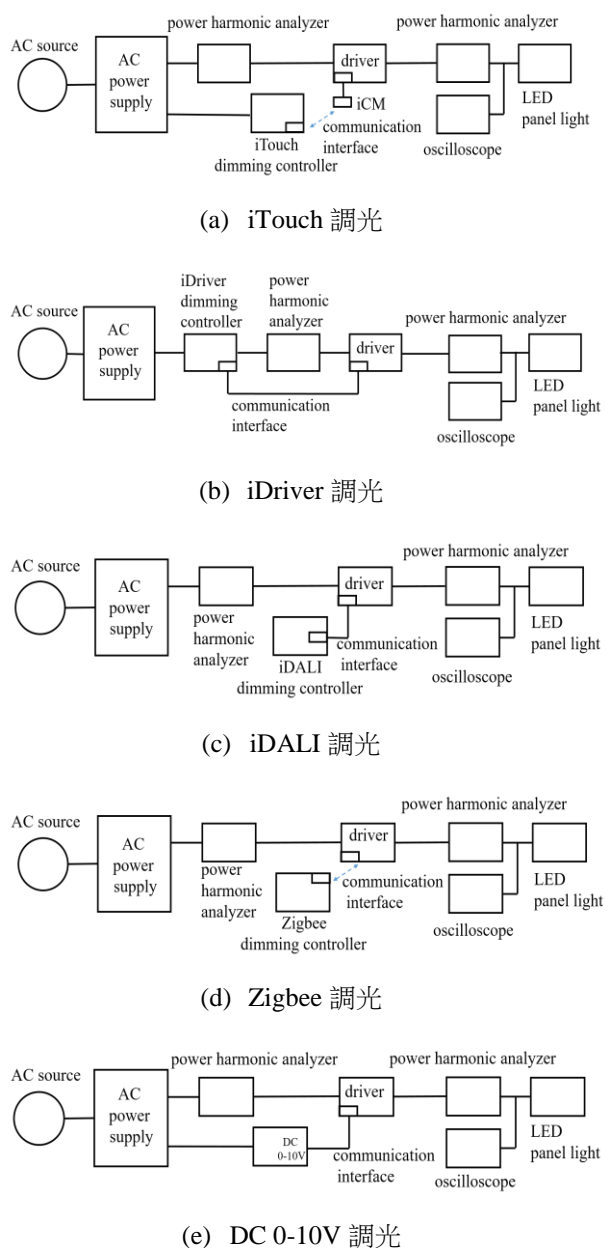 power harmonic analyzer
power harmonic analyzer
AC source
AC
power
supply
driver
iCM
communication
interface
iTouch
dimming controller
oscilloscope
LED
panel light
(a) iTouch 調光
iDriver
dimming
controller
power
harmonic
analyzer
power harmonic analyzer
AC source
AC
power
supply
driver
communication
interface
LED
panel light
oscilloscope
(b) iDriver 調光
power harmonic analyzer
AC source
AC
power
supply
driver
power
harmonic
analyzer
communication
interface
iDALI
dimming controller
LED
panel light
oscilloscope
(c) iDALI 調光
power harmonic analyzer
AC source
AC
power
supply
driver
power
harmonic
analyzer
communication
interface
Zigbee
dimming controller
LED
panel light
oscilloscope
(d) Zigbee 調光
power harmonic analyzer
power harmonic analyzer
AC source
AC
power
supply
driver
DC
0-10V
communication
interface
LED
panel light
oscilloscope
(e) DC 0-10V 調光